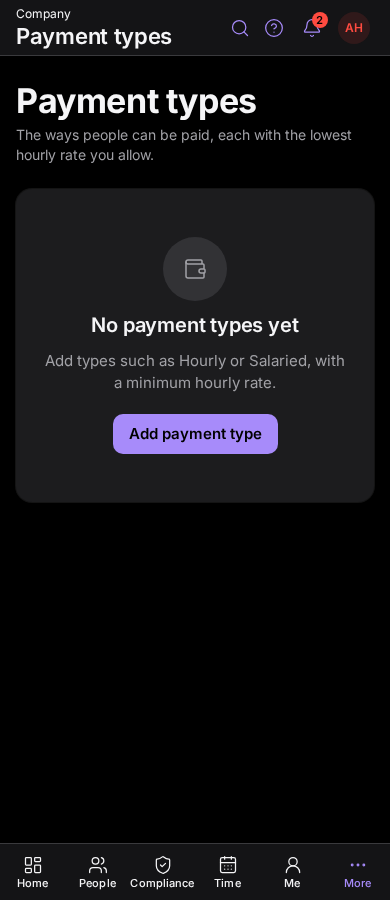 Company
Payment types
2
AH
Payment types
The ways people can be paid, each with the lowest
hourly rate you allow.
No payment types yet
Add types such as Hourly or Salaried, with
a minimum hourly rate.
Add payment type
Home
People
Compliance
Time
Me
More